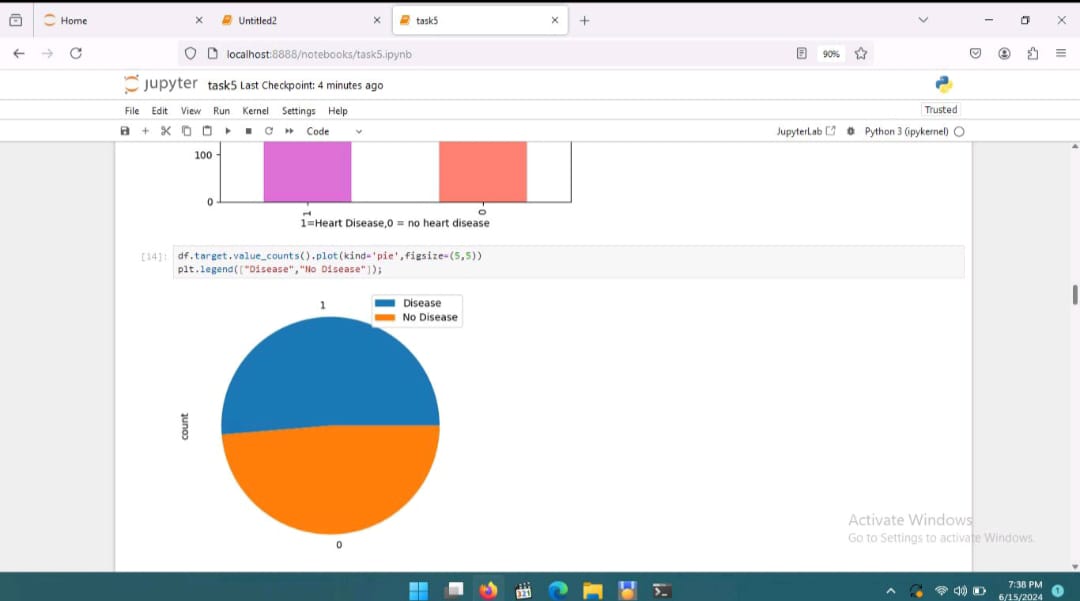 Home
Untitled2
task5
localhost:8888/notebooks/task5.ipynb
90%
jupyter task5 Last Checkpoint: 4 minutes ago
File Edit View Run Kernel Settings Help
Trusted
Code
JupyterLab
Python 3 (ipykernel)
100
0
1
0
1=Heart Disease,0 = no heart disease
[14]: df.target.value_counts().plot(kind='pie',figsize=(5,5))
plt.legend(["Disease","No Disease"]);
1
Disease
No Disease
count
0
Activate Windows
Go to Settings to activate Windows.
321
7:38 PM
6/15/2024
1